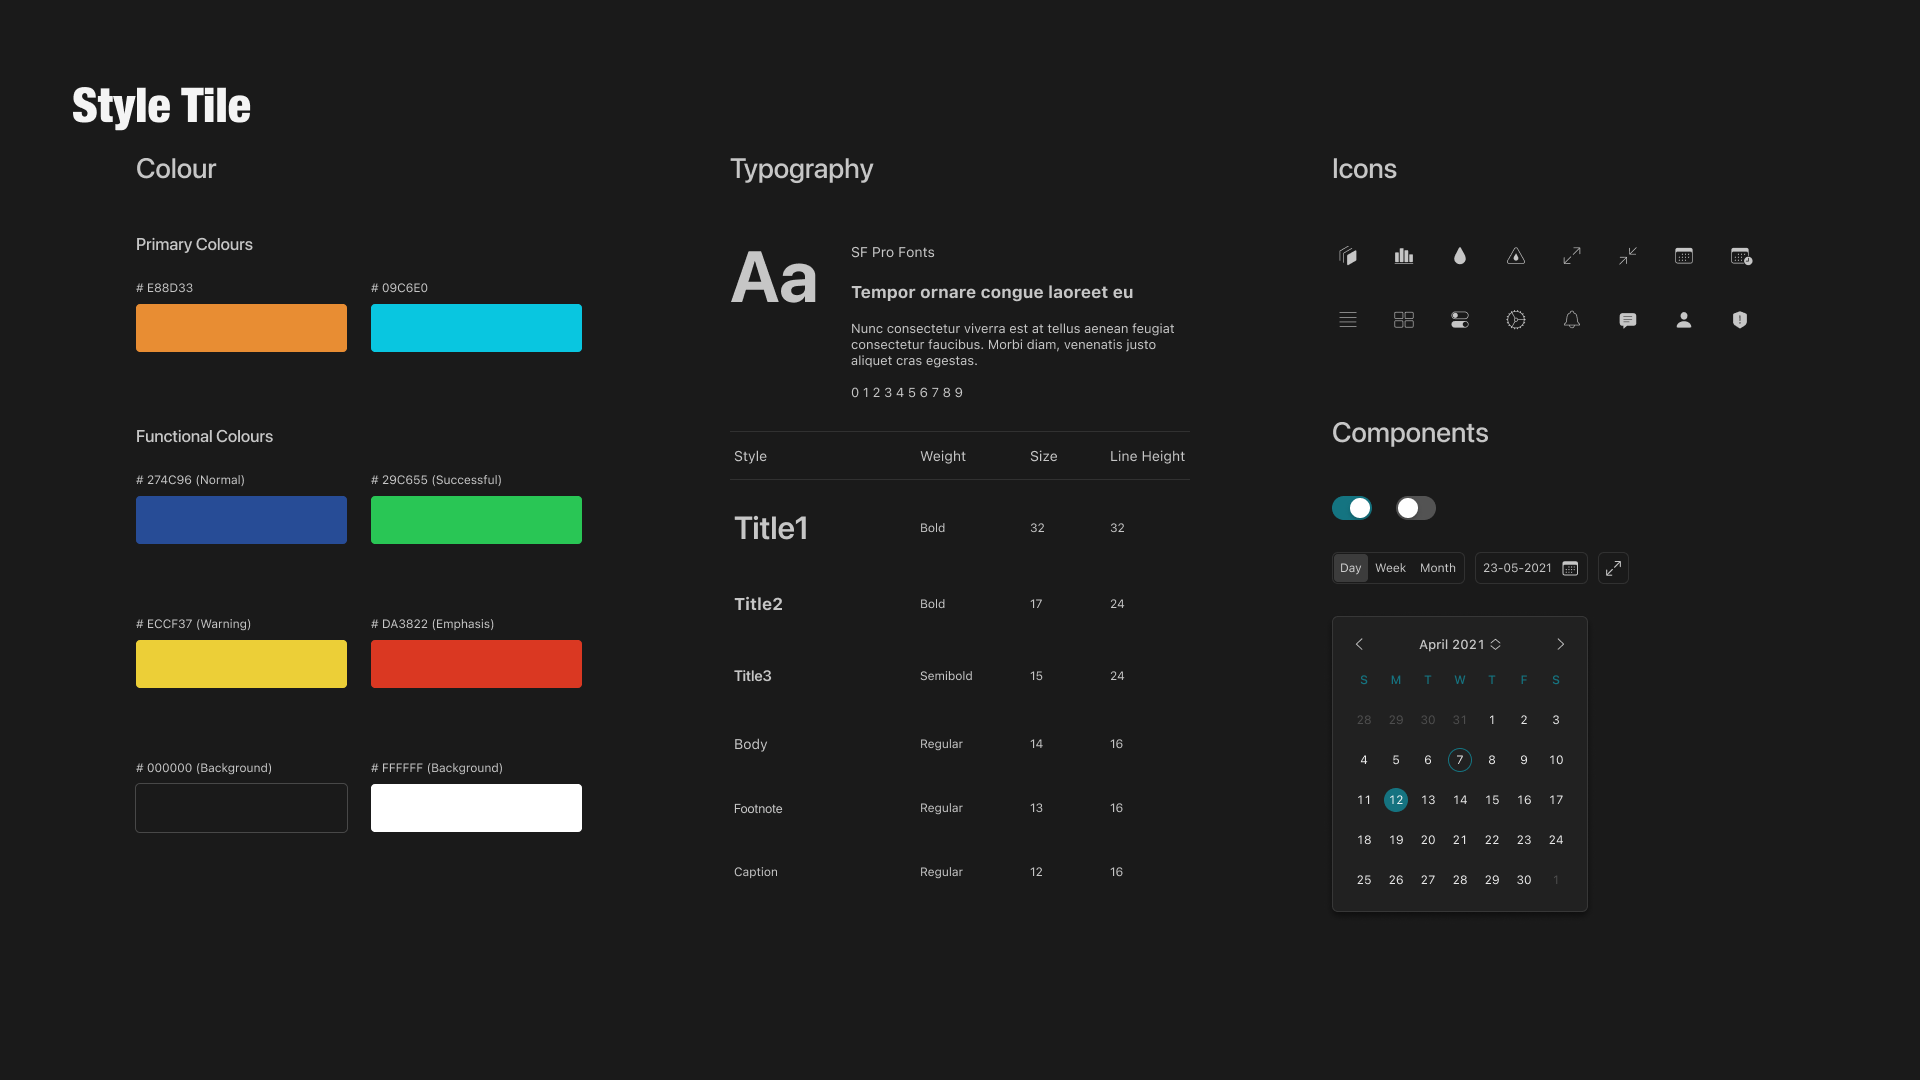 Style Tile
Colour
Primary Colours
# E88D33
# 09C6E0
Functional Colours
# 274C96 (Normal)
# 29C655 (Successful)
# ECCF37 (Warning)
# DA3822 (Emphasis)
# 000000 (Background)
# FFFFFF (Background)
Typography
Aa
SF Pro Fonts
Tempor ornare congue laoreet eu
Nunc consectetur viverra est at tellus aenean feugiat
consectetur faucibus. Morbi diam, venenatis justo
aliquet cras egestas.
0 1 2 3 4 5 6 7 8 9
Style Weight Size Line Height
Title1 Bold 32 32
Title2 Bold 17 24
Title3 Semibold 15 24
Body Regular 14 16
Footnote Regular 13 16
Caption Regular 12 16
Icons
Components
Day Week Month 23-05-2021
April 2021
S M T W T F S
28 29 30 31 1 2 3
4 5 6 7 8 9 10
11 12 13 14 15 16 17
18 19 20 21 22 23 24
25 26 27 28 29 30 1